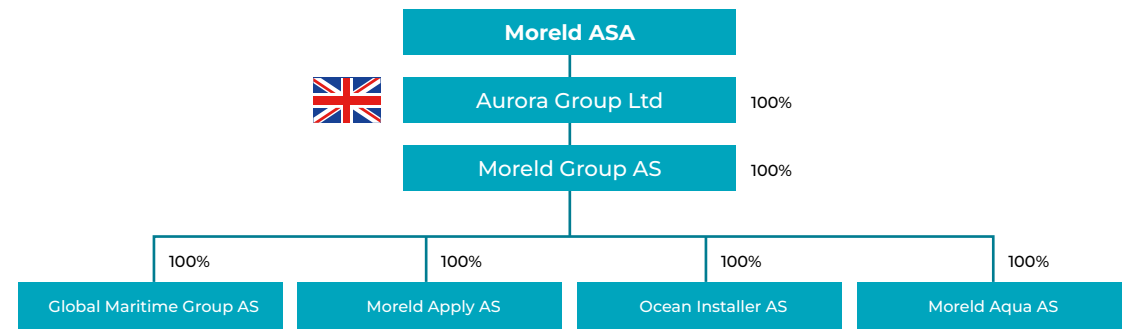 Moreld ASA
Aurora Group Ltd
100%
Moreld Group AS
100%
100%
100%
100%
100%
Global Maritime Group AS
Moreld Apply AS
Ocean Installer AS
Moreld Aqua AS